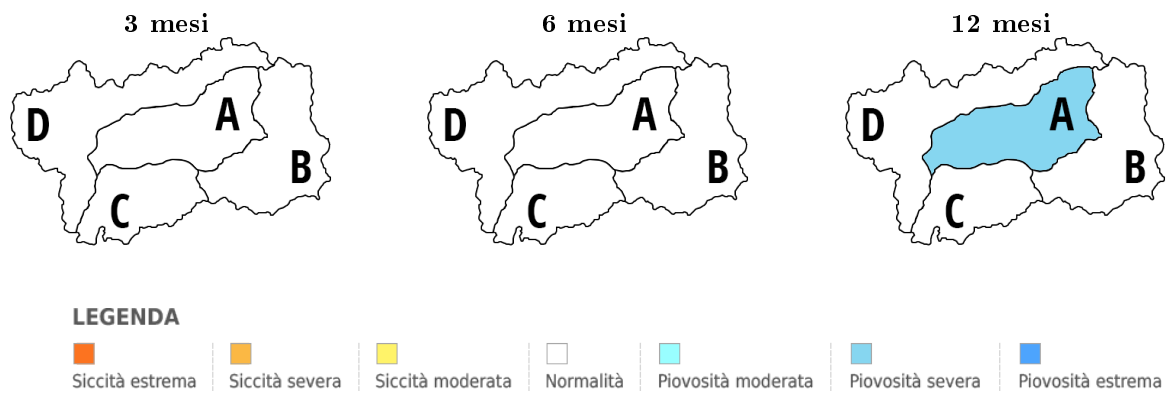 3 mesi 6 mesi 12 mesi
D A B C D A B C D A B C
LEGENDA
Siccità estrema Siccità severa Siccità moderata Normalità Piovosità moderata Piovosità severa Piovosità estrema